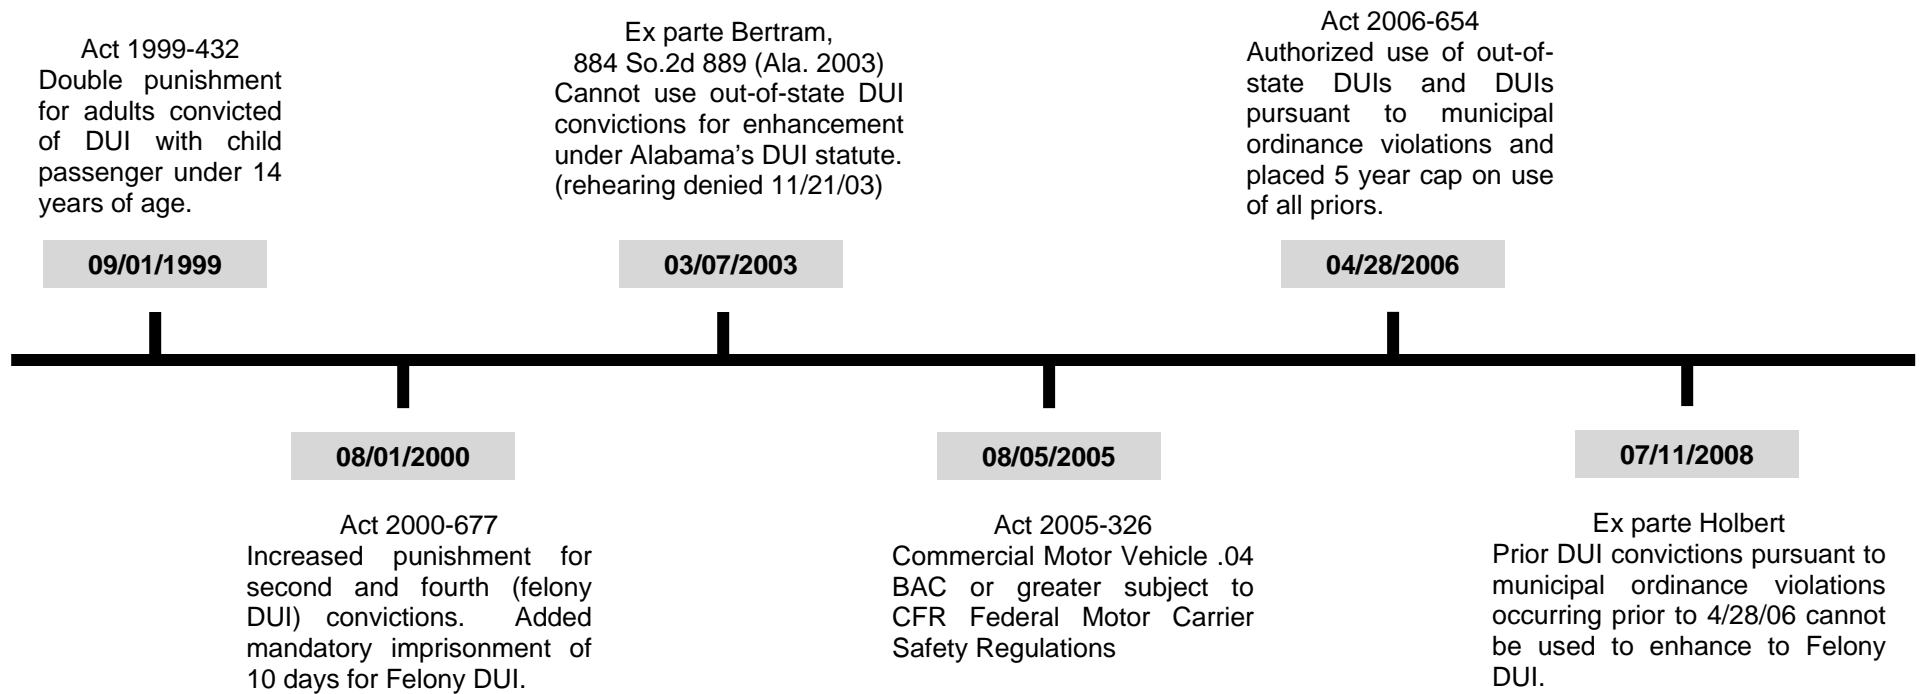 Act 1999-432
Double punishment
for adults convicted
of DUI with child
passenger under 14
years of age.
09/01/1999
08/01/2000
Act 2000-677
Increased punishment for
second and fourth (felony
DUI) convictions. Added
mandatory imprisonment of
10 days for Felony DUI.
Ex parte Bertram,
884 So.2d 889 (Ala. 2003)
Cannot use out-of-state DUI
convictions for enhancement
under Alabama’s DUI statute.
(rehearing denied 11/21/03)
03/07/2003
08/05/2005
Act 2005-326
Commercial Motor Vehicle .04
BAC or greater subject to
CFR Federal Motor Carrier
Safety Regulations
Act 2006-654
Authorized use of out-of-
state DUIs and DUIs
pursuant to municipal
ordinance violations and
placed 5 year cap on use
of all priors.
04/28/2006
07/11/2008
Ex parte Holbert
Prior DUI convictions pursuant to
municipal ordinance violations
occurring prior to 4/28/06 cannot
be used to enhance to Felony
DUI.